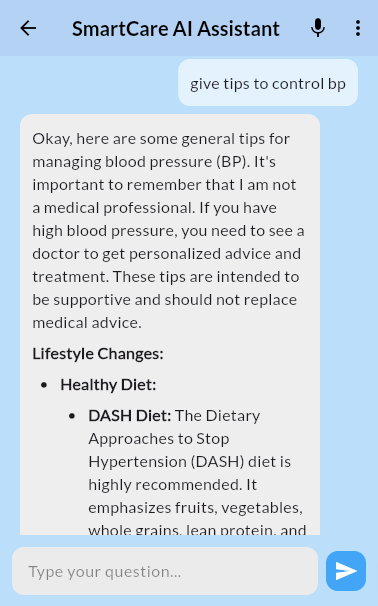 SmartCare AI Assistant
give tips to control bp
Okay, here are some general tips for
managing blood pressure (BP). It's
important to remember that I am not
a medical professional. If you have
high blood pressure, you need to see a
doctor to get personalized advice and
treatment. These tips are intended to
be supportive and should not replace
medical advice.
Lifestyle Changes:
• Healthy Diet:
• DASH Diet: The Dietary
Approaches to Stop
Hypertension (DASH) diet is
highly recommended. It
emphasizes fruits, vegetables,
whole grains, lean protein, and
Type your question...